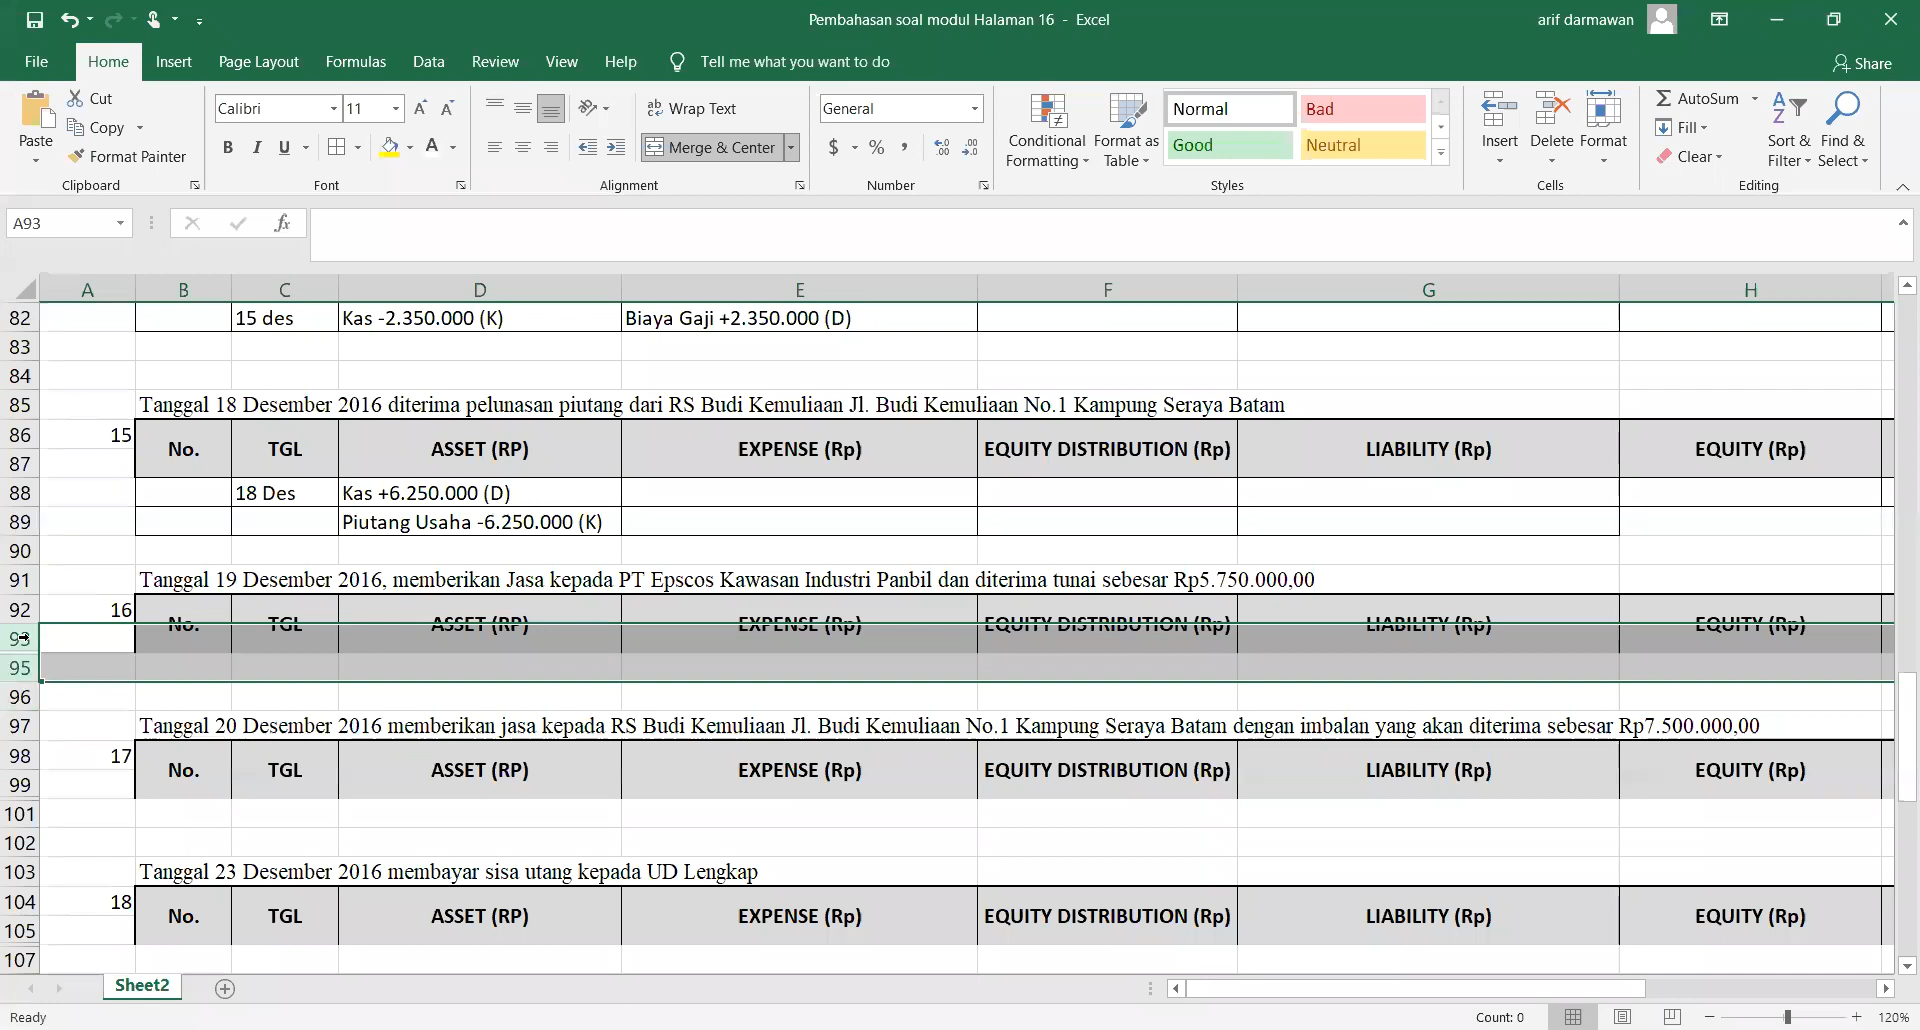 Pembahasan soal modul Halaman 16 - Excel
arif darmawan
File Home Insert Page Layout Formulas Data Review View Help Tell me what you want to do Share
Paste Cut Copy Format Painter Clipboard
Calibri 11 B I U A Font
ab Wrap Text Merge & Center Alignment
General $ % , Number
Conditional Formatting Format as Table Normal Bad Good Neutral Styles
Insert Delete Format Cells
AutoSum Fill Clear Sort & Filter Find & Select Editing
A93 fx
A B C D E F G H
82 15 des Kas -2.350.000 (K) Biaya Gaji +2.350.000 (D)
83
84
85 Tanggal 18 Desember 2016 diterima pelunasan piutang dari RS Budi Kemuliaan Jl. Budi Kemuliaan No.1 Kampung Seraya Batam
86 15 No. TGL ASSET (RP) EXPENSE (Rp) EQUITY DISTRIBUTION (Rp) LIABILITY (Rp) EQUITY (Rp)
87
88 18 Des Kas +6.250.000 (D)
89 Piutang Usaha -6.250.000 (K)
90
91 Tanggal 19 Desember 2016, memberikan Jasa kepada PT Epscos Kawasan Industri Panbil dan diterima tunai sebesar Rp5.750.000,00
92 16 No. TGL ASSET (RP) EXPENSE (Rp) EQUITY DISTRIBUTION (Rp) LIABILITY (Rp) EQUITY (Rp)
93
95
96
97 Tanggal 20 Desember 2016 memberikan jasa kepada RS Budi Kemuliaan Jl. Budi Kemuliaan No.1 Kampung Seraya Batam dengan imbalan yang akan diterima sebesar Rp7.500.000,00
98 17 No. TGL ASSET (RP) EXPENSE (Rp) EQUITY DISTRIBUTION (Rp) LIABILITY (Rp) EQUITY (Rp)
99
101
102
103 Tanggal 23 Desember 2016 membayar sisa utang kepada UD Lengkap
104 18 No. TGL ASSET (RP) EXPENSE (Rp) EQUITY DISTRIBUTION (Rp) LIABILITY (Rp) EQUITY (Rp)
105
107
Sheet2
Ready Count: 0 120%